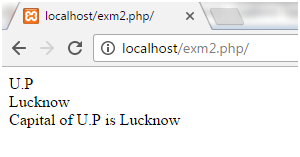 localhost/exm2.php/
localhost/exm2.php/
U.P
Lucknow
Capital of U.P is Lucknow